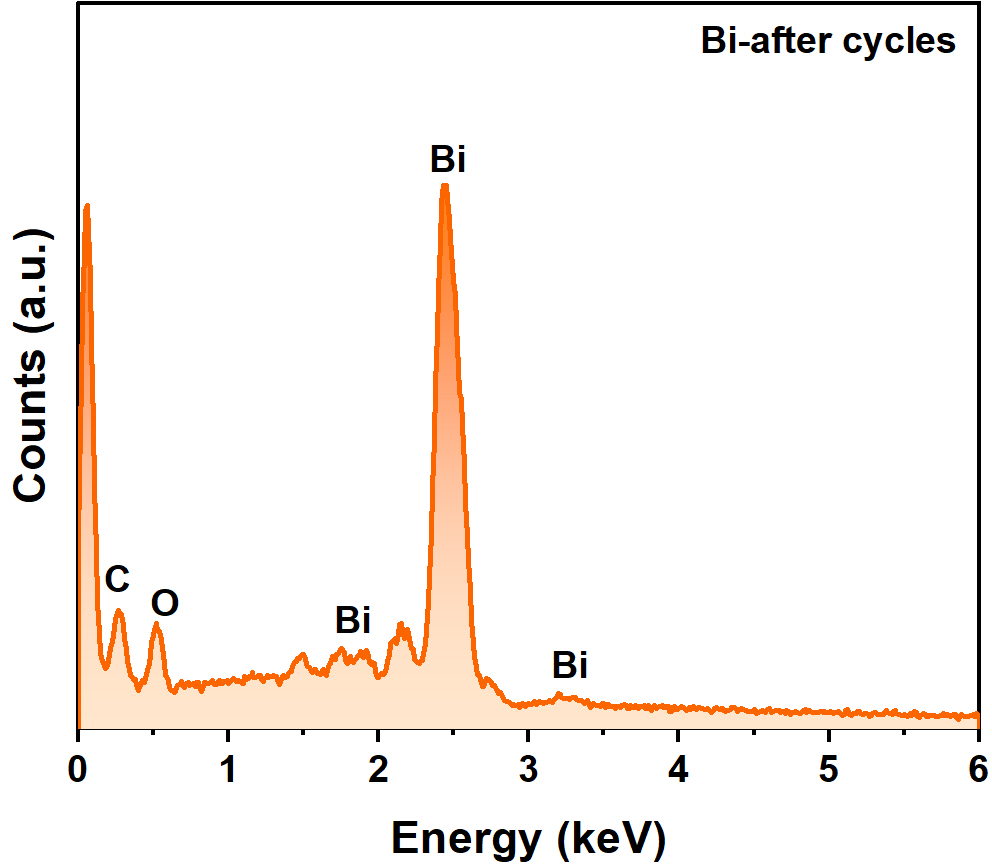 Bi-after cycles
Bi
C
O
Bi
Bi
Counts (a.u.)
0 1 2 3 4 5 6
Energy (keV)